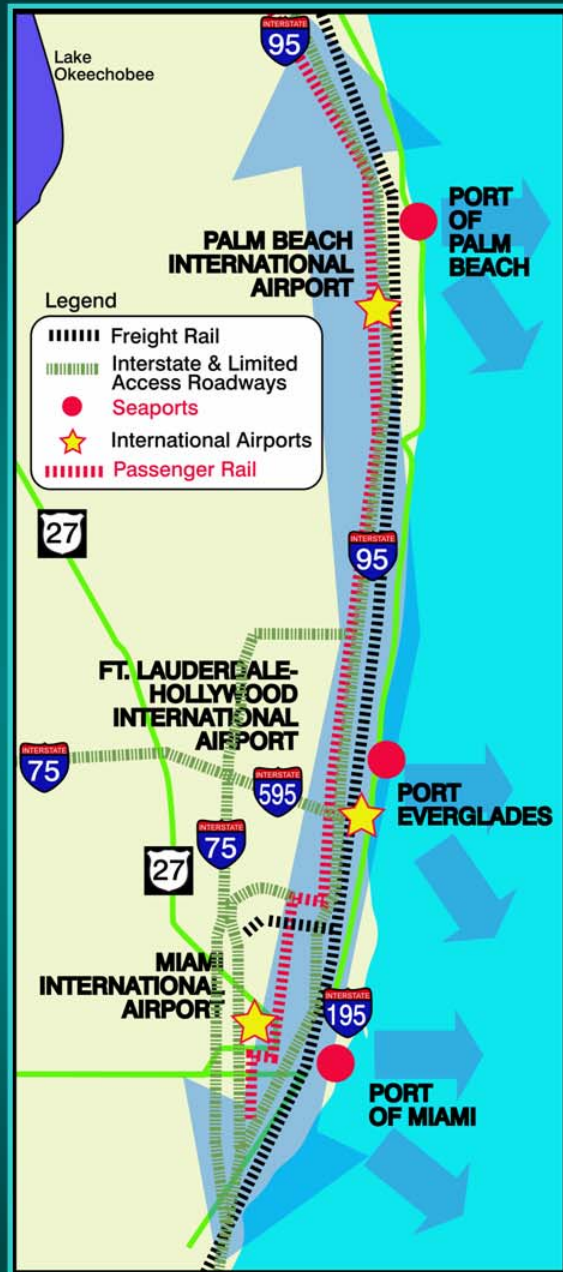 INTERSTATE
95
Lake
Okeechobee
PORT
OF
PALM
BEACH
PALM BEACH
INTERNATIONAL
AIRPORT
Legend
Freight Rail
Interstate & Limited
Access Roadways
Seaports
International Airports
Passenger Rail
27
INTERSTATE
95
FT. LAUDERDALE-
HOLLYWOOD
INTERNATIONAL
AIRPORT
INTERSTATE
75
INTERSTATE
595
PORT
EVERGLADES
INTERSTATE
75
27
MIAMI
INTERNATIONAL
AIRPORT
INTERSTATE
195
PORT
OF MIAMI